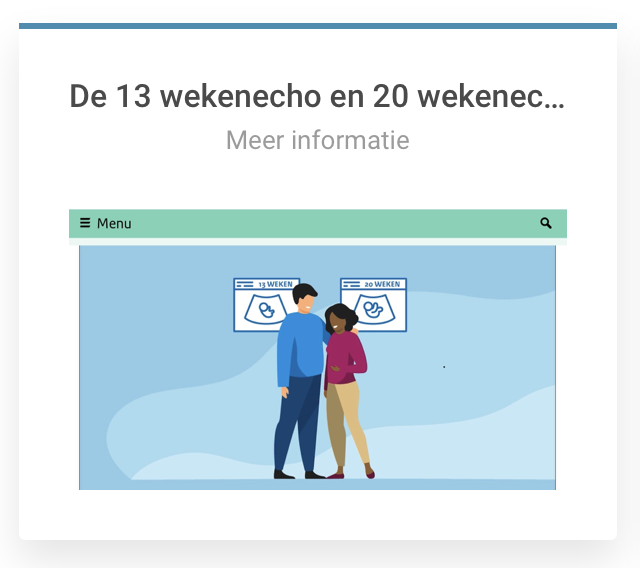 De 13 wekenecho en 20 wekenec...
Meer informatie
Menu
13 WEKEN
20 WEKEN